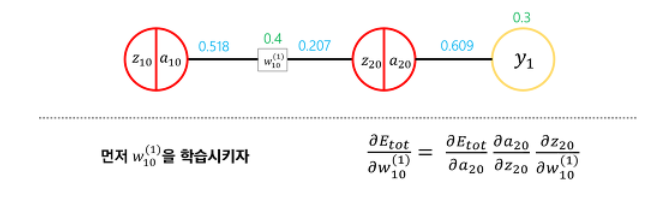 0.3
0.518 0.4 0.207 0.609
z₁₀ a₁₀ w₁₀⁽¹⁾ z₂₀ a₂₀ y₁
먼저 w₁₀⁽¹⁾을 학습시키자
∂Eₜₒₜ/∂w₁₀⁽¹⁾ = ∂Eₜₒₜ/∂a₂₀ ∂a₂₀/∂z₂₀ ∂z₂₀/∂w₁₀⁽¹⁾